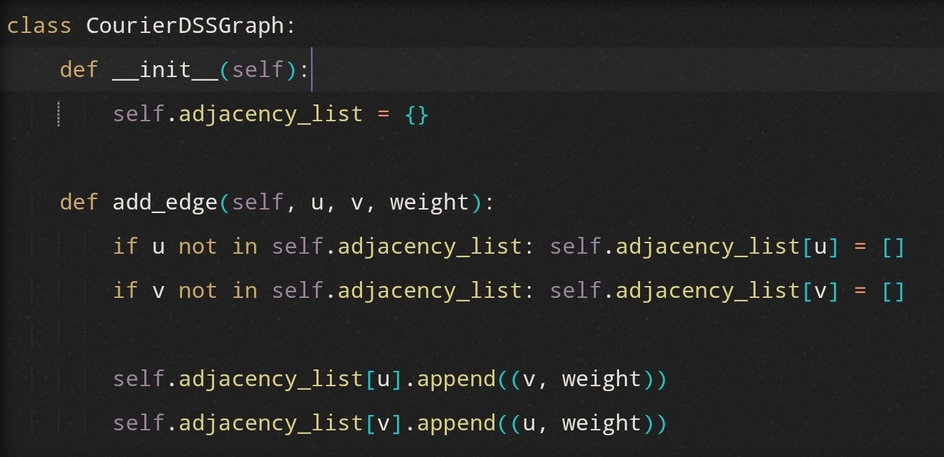 class CourierDSSGraph:
    def __init__(self):
        self.adjacency_list = {}

    def add_edge(self, u, v, weight):
        if u not in self.adjacency_list: self.adjacency_list[u] = []
        if v not in self.adjacency_list: self.adjacency_list[v] = []

        self.adjacency_list[u].append((v, weight))
        self.adjacency_list[v].append((u, weight))